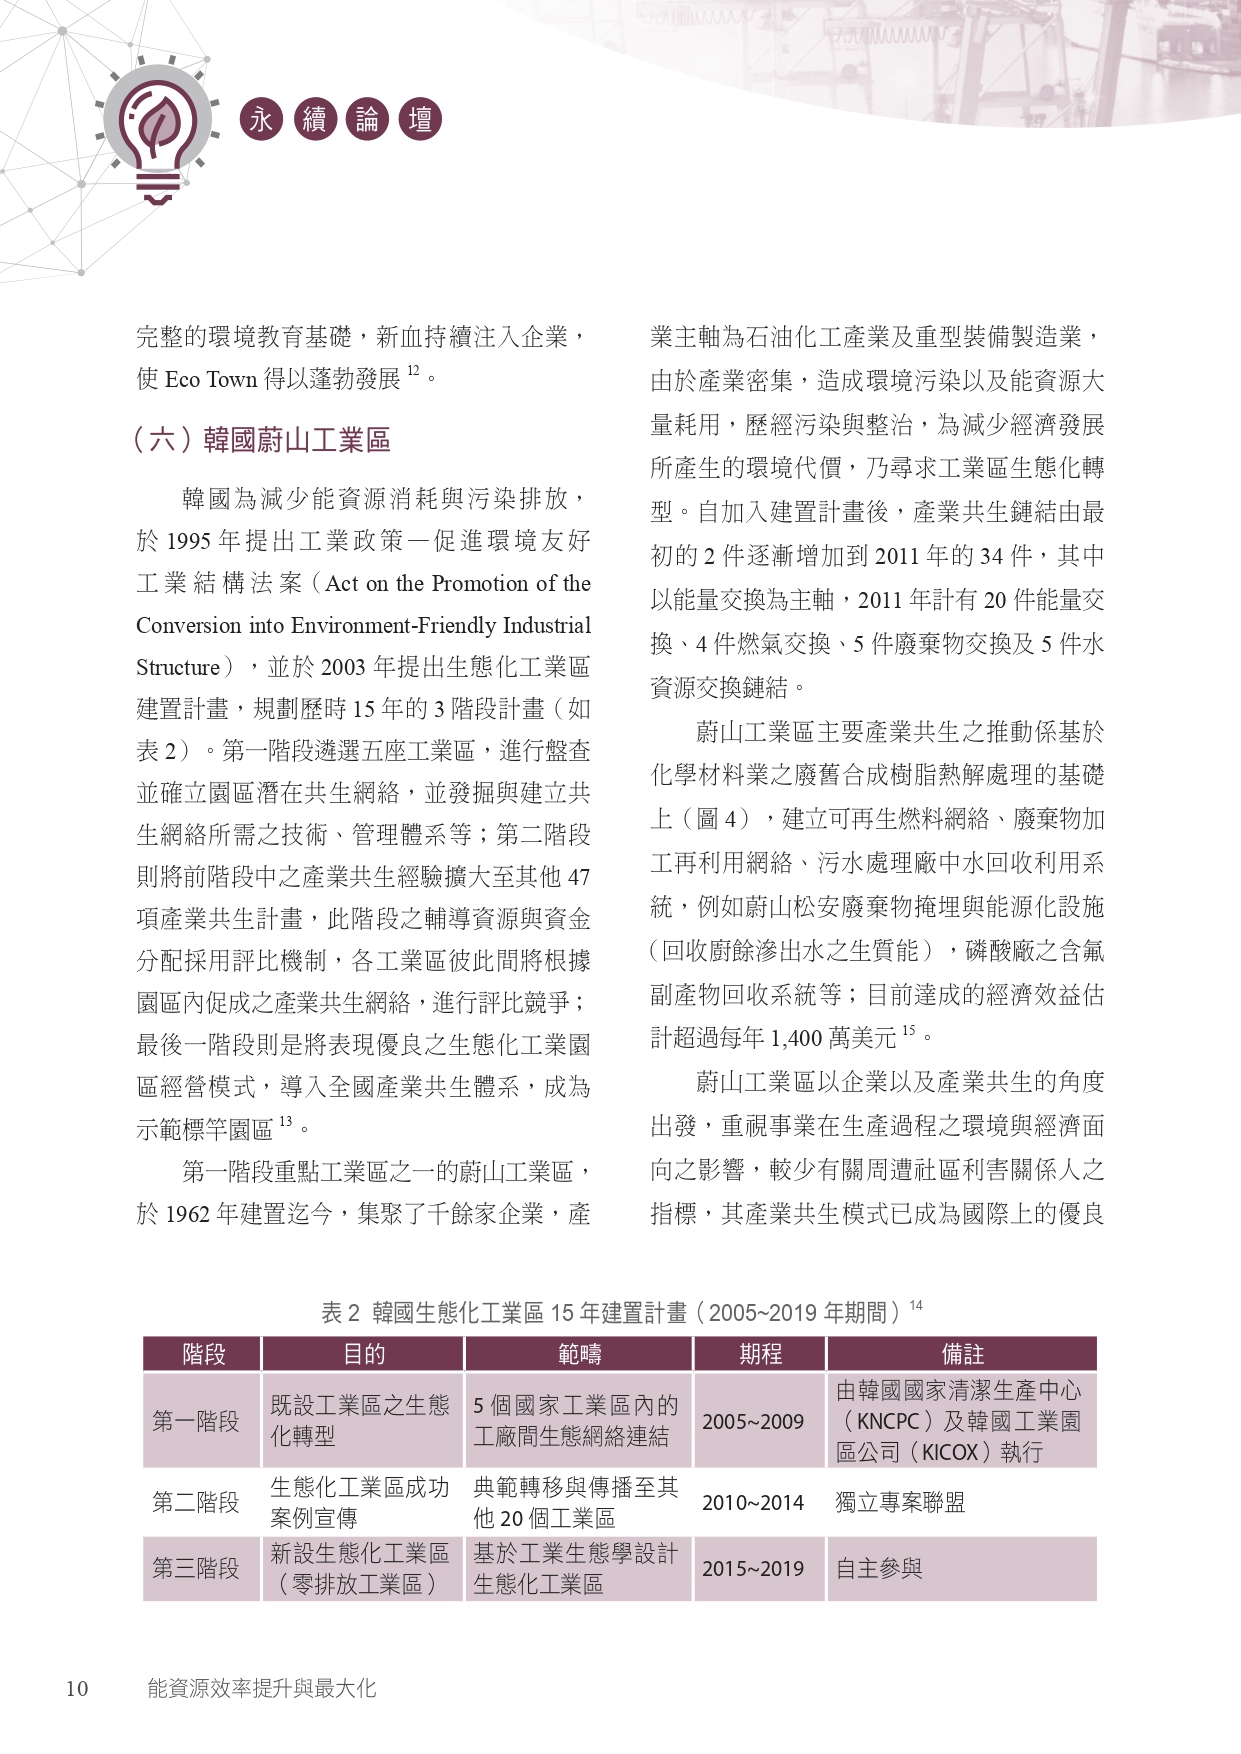 永續論壇
完整的環境教育基礎，新血持續注入企業，
使 Eco Town 得以蓬勃發展 12。
（六）韓國蔚山工業區
韓國為減少能資源消耗與污染排放，
於 1995 年提出工業政策—促進環境友好
工業結構法案（Act on the Promotion of the
Conversion into Environment-Friendly Industrial
Structure），並於 2003 年提出生態化工業區
建置計畫，規劃歷時 15 年的 3 階段計畫（如
表 2）。第一階段遴選五座工業區，進行盤查
並確立園區潛在共生網絡，並發掘與建立共
生網絡所需之技術、管理體系等；第二階段
則將前階段中之產業共生經驗擴大至其他 47
項產業共生計畫，此階段之輔導資源與資金
分配採用評比機制，各工業區彼此間將根據
園區內促成之產業共生網絡，進行評比競爭；
最後一階段則是將表現優良之生態化工業園
區經營模式，導入全國產業共生體系，成為
示範標竿園區 13。
第一階段重點工業區之一的蔚山工業區，
於 1962 年建置迄今，集聚了千餘家企業，產
業主軸為石油化工產業及重型裝備製造業，
由於產業密集，造成環境污染以及能資源大
量耗用，歷經污染與整治，為減少經濟發展
所產生的環境代價，乃尋求工業區生態化轉
型。自加入建置計畫後，產業共生鏈結由最
初的 2 件逐漸增加到 2011 年的 34 件，其中
以能量交換為主軸，2011 年計有 20 件能量交
換、4 件燃氣交換、5 件廢棄物交換及 5 件水
資源交換鏈結。
蔚山工業區主要產業共生之推動係基於
化學材料業之廢舊合成樹脂熱解處理的基礎
上（圖 4），建立可再生燃料網絡、廢棄物加
工再利用網絡、污水處理廠中水回收利用系
統，例如蔚山松安廢棄物掩埋與能源化設施
（回收廚餘滲出水之生質能），磷酸廠之含氟
副產物回收系統等；目前達成的經濟效益估
計超過每年 1,400 萬美元 15。
蔚山工業區以企業以及產業共生的角度
出發，重視事業在生產過程之環境與經濟面
向之影響，較少有關周遭社區利害關係人之
指標，其產業共生模式已成為國際上的優良
表 2 韓國生態化工業區 15 年建置計畫（2005~2019 年期間）14
階段 目的 範疇 期程 備註
第一階段 既設工業區之生態化轉型 5 個國家工業區內的工廠間生態網絡連結 2005~2009 由韓國國家清潔生產中心（KNCPC）及韓國工業園區公司（KICOX）執行
第二階段 生態化工業區成功案例宣傳 典範轉移與傳播至其他 20 個工業區 2010~2014 獨立專案聯盟
第三階段 新設生態化工業區（零排放工業區） 基於工業生態學設計生態化工業區 2015~2019 自主參與
10 能資源效率提升與最大化